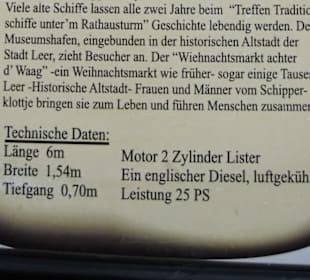 Viele alte Schiffe lassen alle zwei Jahre beim "Treffen Traditio
schiffe unter'm Rathausturm" Geschichte lebendig werden. De
Museumshafen, eingebunden in der historischen Altstadt der
Stadt Leer, zieht Besucher an. Der "Wiehnachtsmarkt achter
d' Waag" -ein Weihnachtsmarkt wie früher- sogar einige Tause
Leer -Historische Altstadt- Frauen und Männer vom Schipper-
klottje bringen sie zum Leben und führen Menschen zusammen
Technische Daten:
Länge 6m Motor 2 Zylinder Lister
Breite 1,54m Ein englischer Diesel, luftgeküh
Tiefgang 0,70m Leistung 25 PS